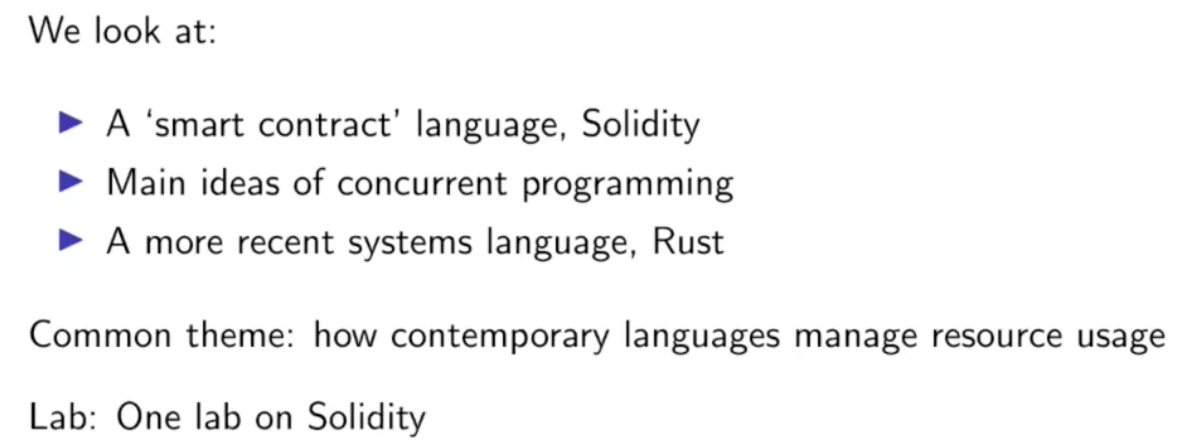 We look at:
▶ A ‘smart contract’ language, Solidity
▶ Main ideas of concurrent programming
▶ A more recent systems language, Rust
Common theme: how contemporary languages manage resource usage
Lab: One lab on Solidity